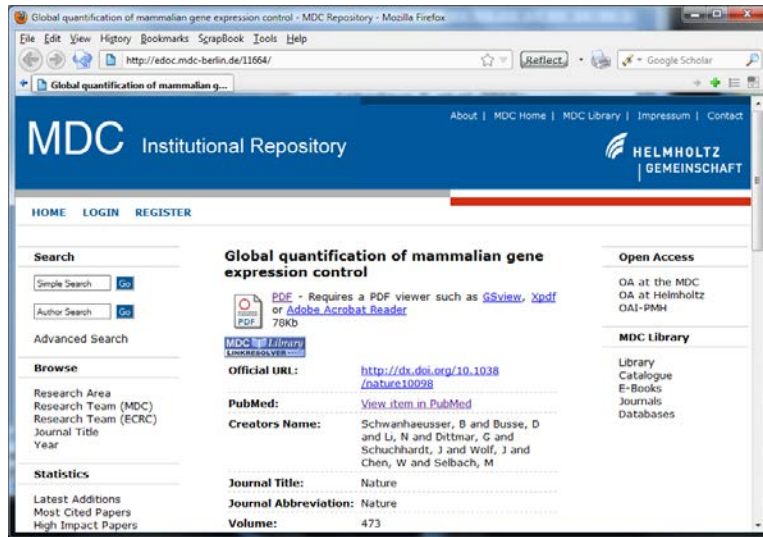 Global quantification of mammalian gene expression control - MDC Repository - Mozilla Firefox
File Edit View History Bookmarks ScrapBook Tools Help
http://edoc.mdc-berlin.de/11664/
Reflect
Google Scholar
Global quantification of mammalian g...
About | MDC Home | MDC Library | Impressum | Contact
MDC Institutional Repository
HELMHOLTZ
| GEMEINSCHAFT
HOME LOGIN REGISTER
Search
Simple Search Go
Author Search Go
Advanced Search
Browse
Research Area
Research Team (MDC)
Research Team (ECRC)
Journal Title
Year
Statistics
Latest Additions
Most Cited Papers
High Impact Papers
Global quantification of mammalian gene
expression control
PDF
PDF - Requires a PDF viewer such as GSview, Xpdf
or Adobe Acrobat Reader
78Kb
MDC Library
LINKRESOLVER
Official URL: http://dx.doi.org/10.1038
/nature10098
PubMed: View item in PubMed
Creators Name: Schwanhaeusser, B and Busse, D
and Li, N and Dittmar, G and
Schuchhardt, J and Wolf, J and
Chen, W and Selbach, M
Journal Title: Nature
Journal Abbreviation: Nature
Volume: 473
Open Access
OA at the MDC
OA at Helmholtz
OAI-PMH
MDC Library
Library
Catalogue
E-Books
Journals
Databases